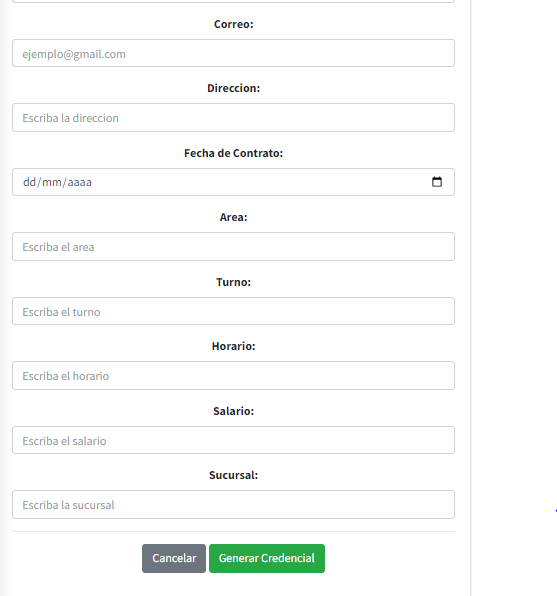 Correo:
ejemplo@gmail.com
Direccion:
Escriba la direccion
Fecha de Contrato:
dd/mm/aaaa
Area:
Escriba el area
Turno:
Escriba el turno
Horario:
Escriba el horario
Salario:
Escriba el salario
Sucursal:
Escriba la sucursal
Cancelar Generar Credencial